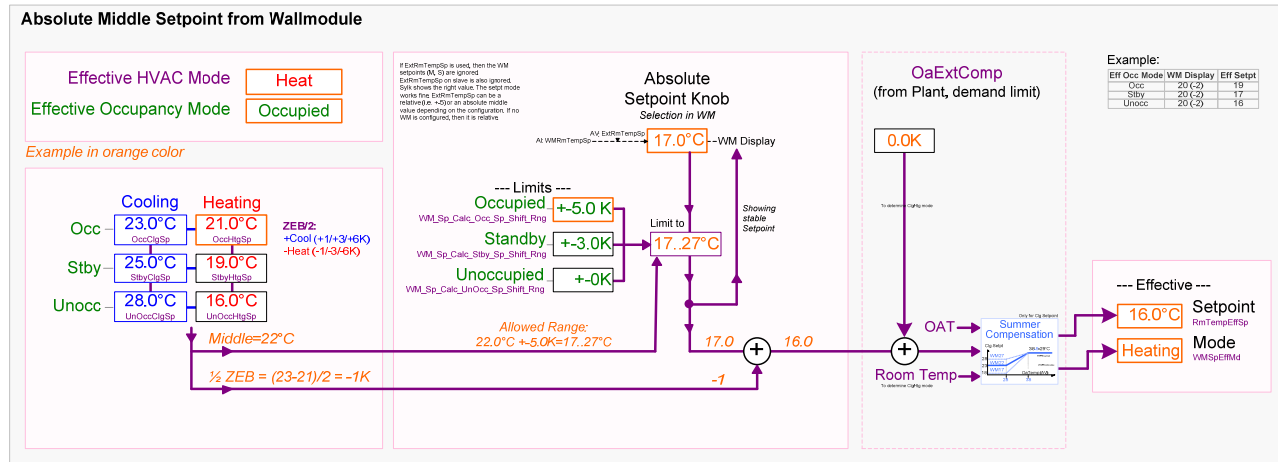 Absolute Middle Setpoint from Wallmodule
Effective HVAC Mode
Heat
Effective Occupancy Mode
Occupied
Example in orange color
Cooling
Heating
Occ
23.0°C
OccClgSp
21.0°C
OccHtgSp
Stby
25.0°C
StbyClgSp
19.0°C
StbyHtgSp
Unocc
28.0°C
UnOccClgSp
16.0°C
UnOccHtgSp
ZEB/2:
+Cool (+1/+3/+6K)
-Heat (-1/-3/-6K)
Middle=22°C
½ ZEB = (23-21)/2 = -1K
If ExtRmTempSp is used, then the WM
setpoints (M, S) are ignored.
ExtRmTempSp on slave is also ignored.
Sylk shows the right value. The setpt mode
works fine. ExtRmTempSp can be a
relative (i.e. +-5) or an absolute middle
value depending on the configuration. If no
WM is configured, then it is relative.
Absolute
Setpoint Knob
Selection in WM
AV: ExtRmTempSp
AI: WMRmTempSp
17.0°C
WM Display
--- Limits ---
Occupied
WM_Sp_Calc_Occ_Sp_Shift_Rng
+-5.0 K
Standby
WM_Sp_Calc_Stby_Sp_Shift_Rng
+-3.0K
Unoccupied
WM_Sp_Calc_UnOcc_Sp_Shift_Rng
+-0K
Limit to
17..27°C
Showing
stable
Setpoint
Allowed Range:
22.0°C +-5.0K=17..27°C
17.0
+
16.0
-1
OaExtComp
(from Plant, demand limit)
0.0K
To determine ClgHtg mode
+
OAT
Room Temp
To determine ClgHtg mode
Only for Clg Setpoint
Summer
Compensation
Clg Setpt
WM27
WM22
WM17
Example:
Eff Occ Mode WM Display Eff Setpt
Occ 20 (-2) 19
Stby 20 (-2) 17
Unocc 20 (-2) 16
--- Effective ---
16.0°C
Setpoint
RmTempEffSp
Heating
Mode
WMSpEffMd